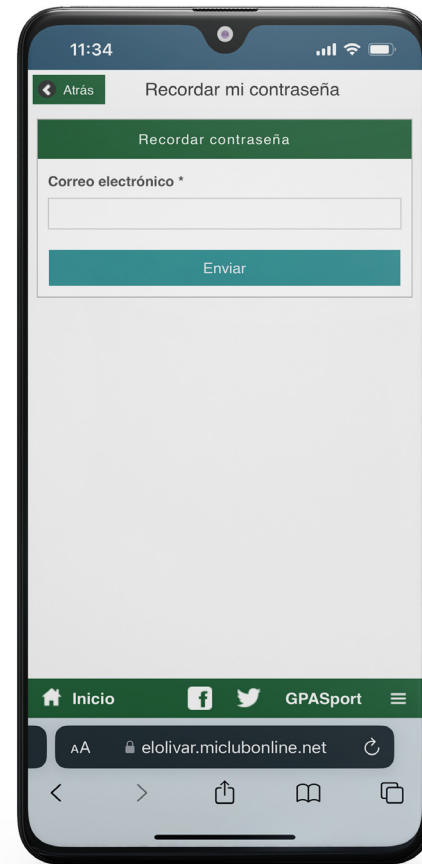 11:34
Atrás
Recordar mi contraseña
Recordar contraseña
Correo electrónico *
Enviar
Inicio
GPASport
AA
elolivar.miclubonline.net